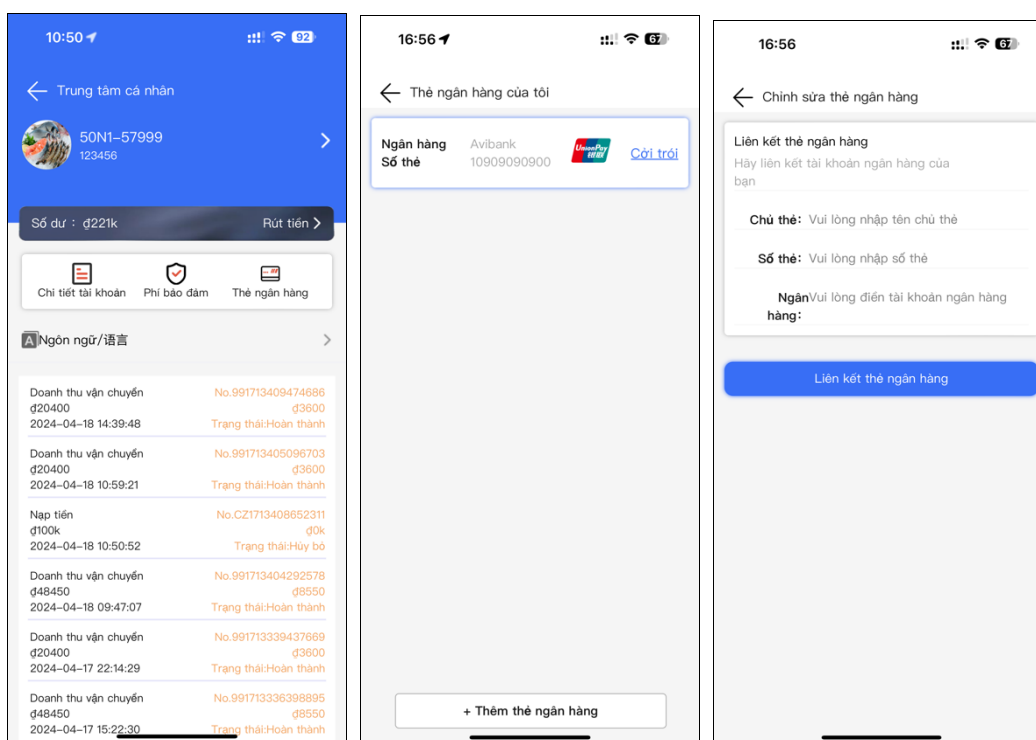 10:50
92
Trung tâm cá nhân
50N1-57999
123456
Số dư : ₫221k
Rút tiền
Chi tiết tài khoản
Phí bảo đảm
Thẻ ngân hàng
Ngôn ngữ/语言
Doanh thu vận chuyển No.991713409474686
₫20400 ₫3600
2024-04-18 14:39:48 Trạng thái:Hoàn thành
Doanh thu vận chuyển No.991713405096703
₫20400 ₫3600
2024-04-18 10:59:21 Trạng thái:Hoàn thành
Nạp tiền No.CZ1713408652311
₫100k ₫0k
2024-04-18 10:50:52 Trạng thái:Hủy bỏ
Doanh thu vận chuyển No.991713404292578
₫48450 ₫8550
2024-04-18 09:47:07 Trạng thái:Hoàn thành
Doanh thu vận chuyển No.991713339437669
₫20400 ₫3600
2024-04-17 22:14:29 Trạng thái:Hoàn thành
Doanh thu vận chuyển No.991713336398895
₫48450 ₫8550
2024-04-17 15:22:30 Trạng thái:Hoàn thành
16:56
67
Thẻ ngân hàng của tôi
Ngân hàng Avibank
Số thẻ 10909090900
UnionPay
银联
Cởi trói
+ Thêm thẻ ngân hàng
16:56
67
Chỉnh sửa thẻ ngân hàng
Liên kết thẻ ngân hàng
Hãy liên kết tài khoản ngân hàng của
bạn
Chủ thẻ: Vui lòng nhập tên chủ thẻ
Số thẻ: Vui lòng nhập số thẻ
Ngân Vui lòng điền tài khoản ngân hàng
hàng:
Liên kết thẻ ngân hàng